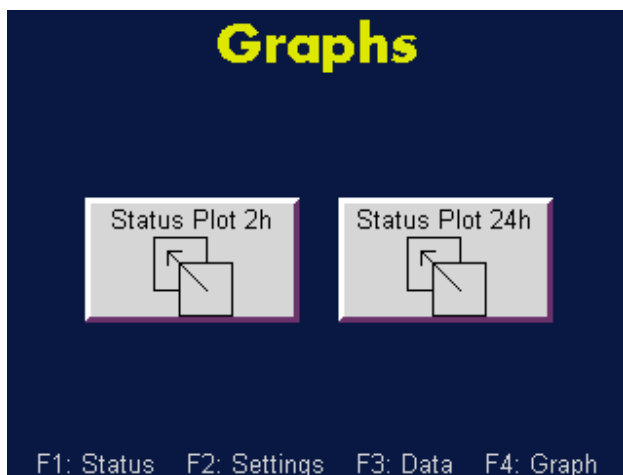 Graphs
Status Plot 2h
Status Plot 24h
F1: Status F2: Settings F3: Data F4: Graph